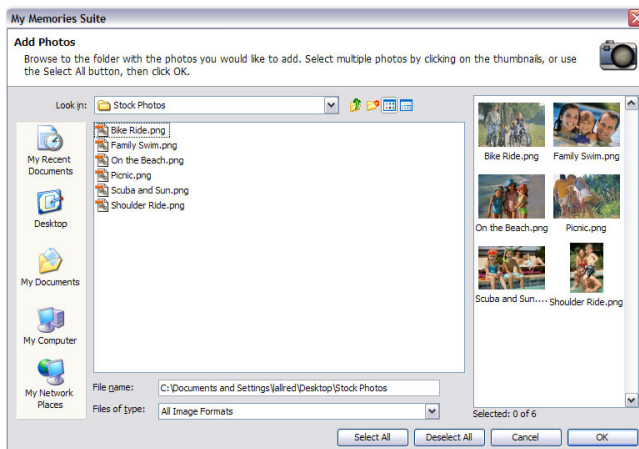 My Memories Suite
Add Photos
Browse to the folder with the photos you would like to add. Select multiple photos by clicking on the thumbnails, or use
the Select All button, then click OK.
Look in:
Stock Photos
My Recent
Documents
Desktop
My Documents
My Computer
My Network
Places
Bike Ride.png
Family Swim.png
On the Beach.png
Picnic.png
Scuba and Sun.png
Shoulder Ride.png
Bike Ride.png
Family Swim.png
On the Beach.png
Picnic.png
Scuba and Sun....
Shoulder Ride.png
File name:
C:\Documents and Settings\lallred\Desktop\Stock Photos
Files of type:
All Image Formats
Selected: 0 of 6
Select All
Deselect All
Cancel
OK